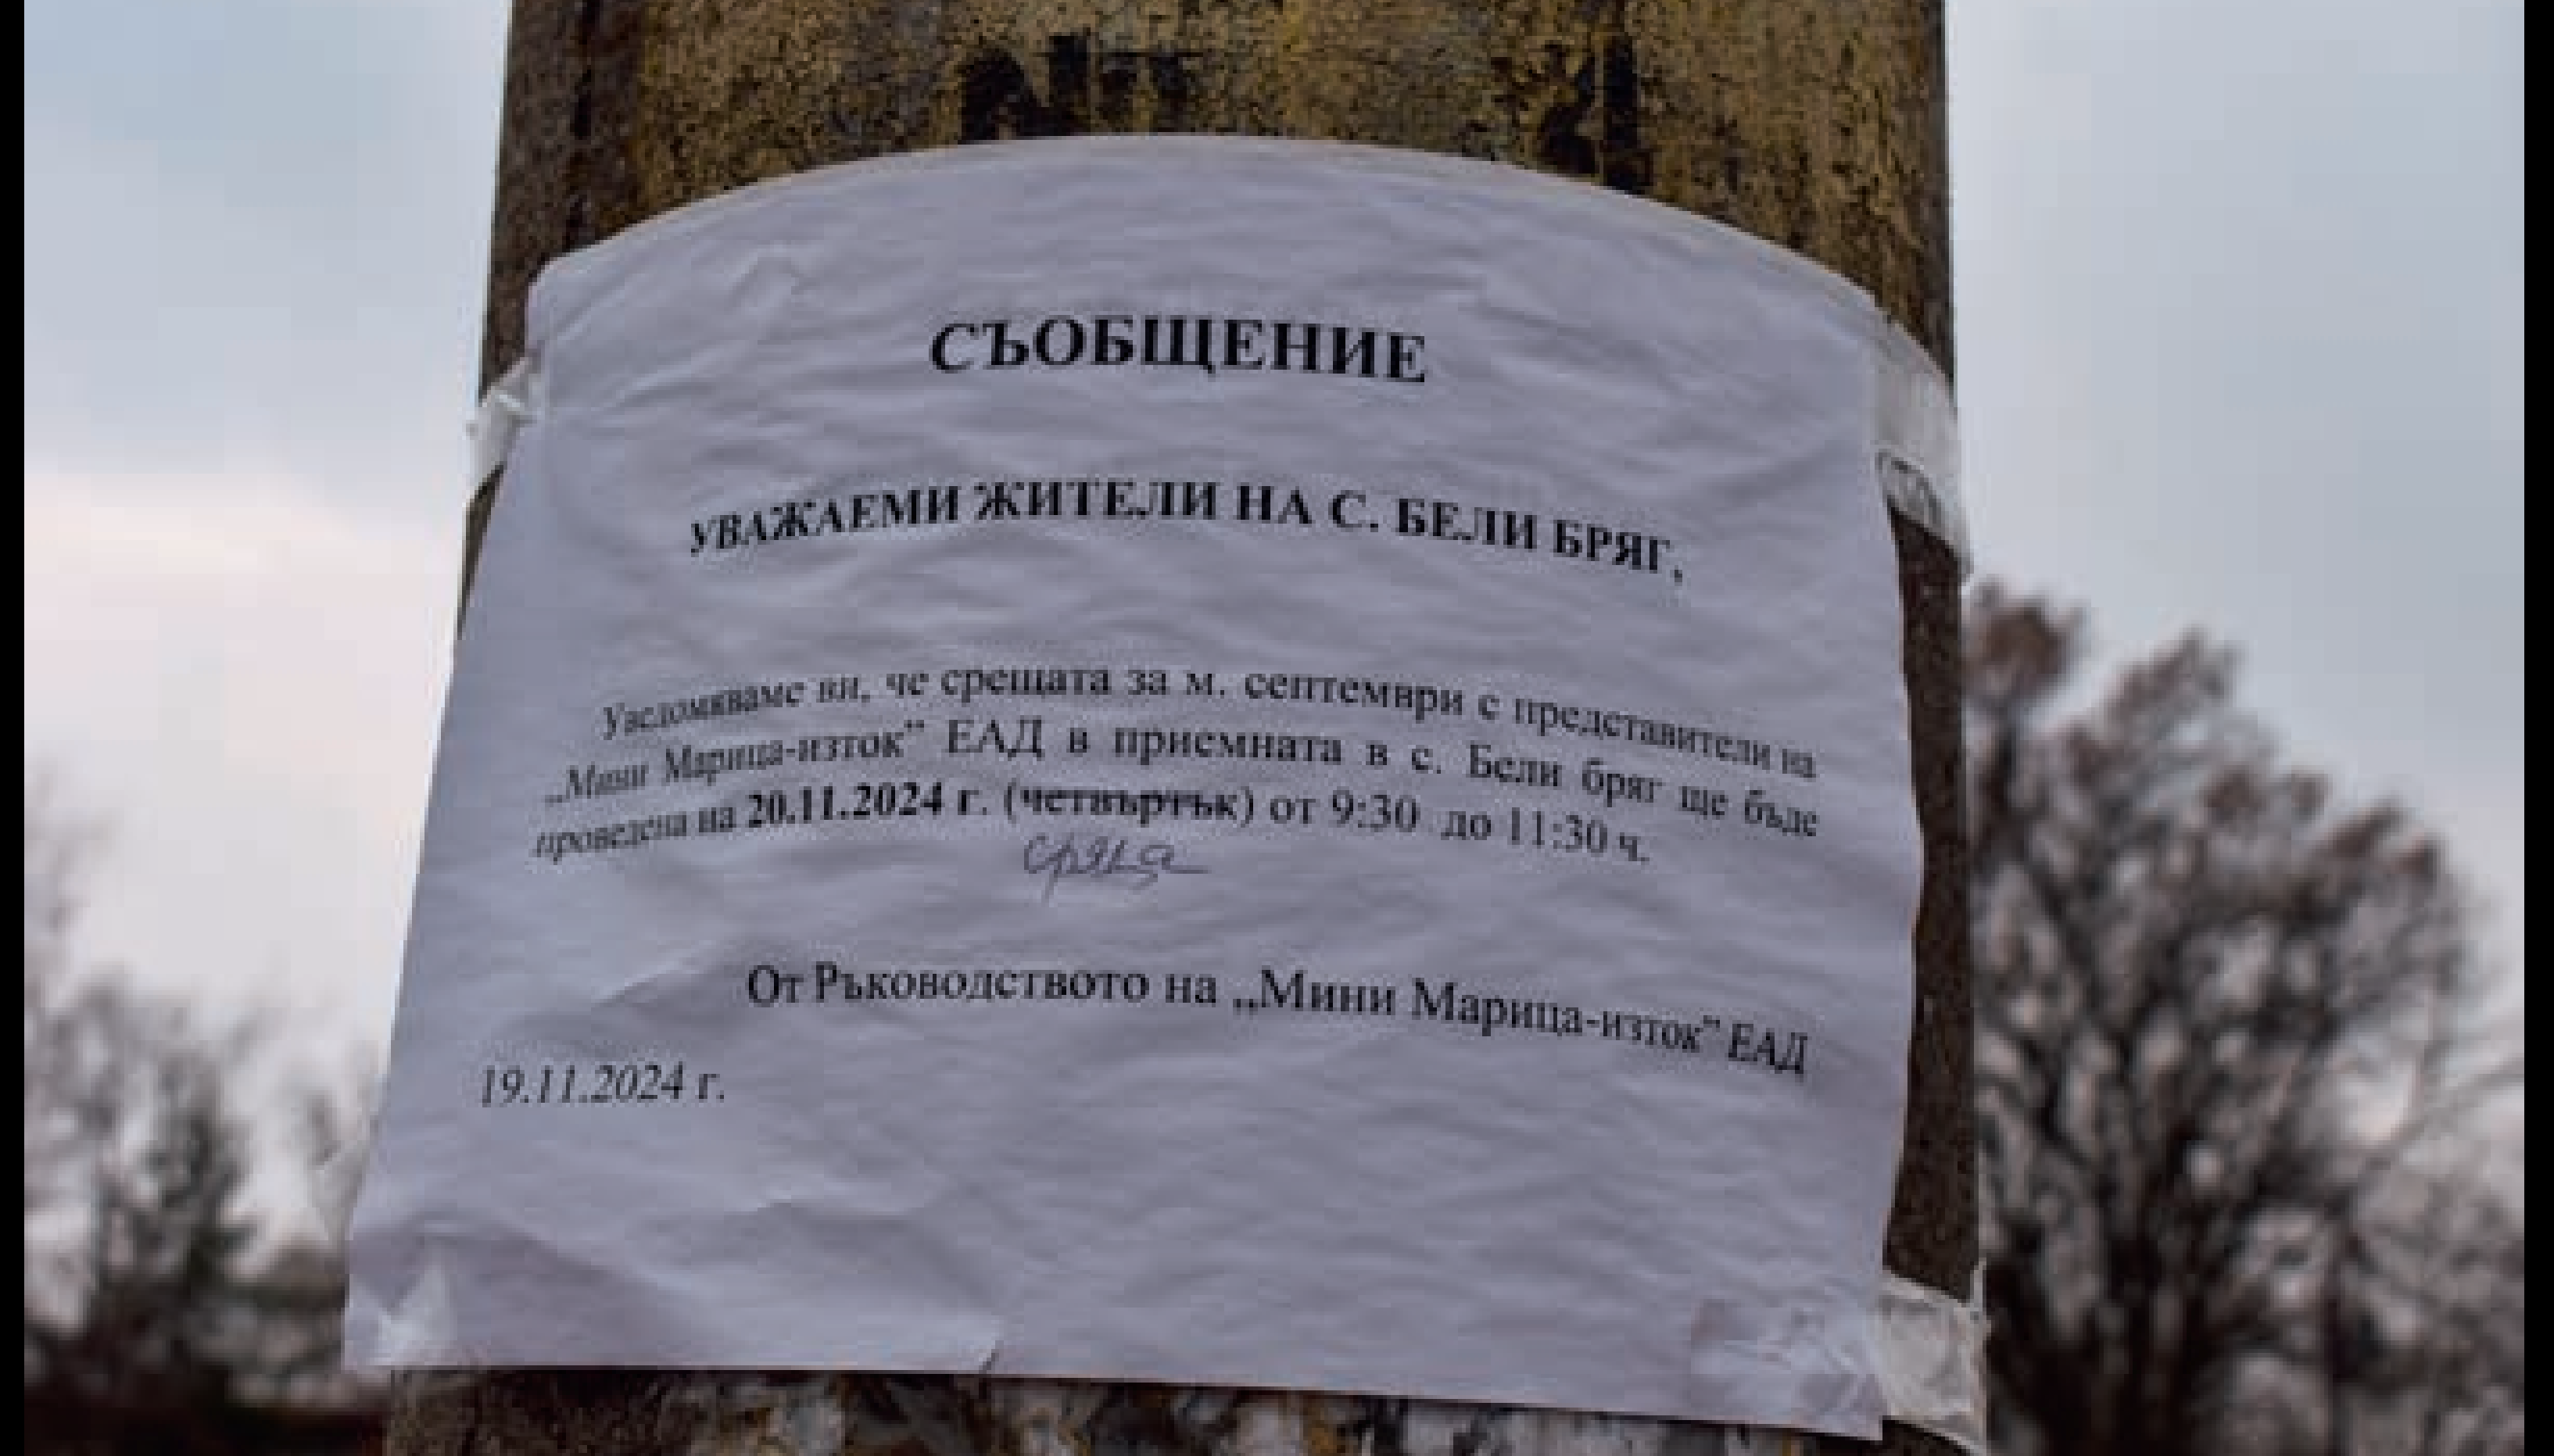 СЪОБЩЕНИЕ
УВАЖАЕМИ ЖИТЕЛИ НА С. БЕЛИ БРЯГ,
Уведомяваме ви, че срещата за м. септември с представители на
„Мини Марица-изток” ЕАД в приемната в с. Бели бряг ще бъде
проведена на 20.11.2024 г. (четвъртък) от 9:30 до 11:30 ч.
сряда
От Ръководството на „Мини Марица-изток” ЕАД
19.11.2024 г.